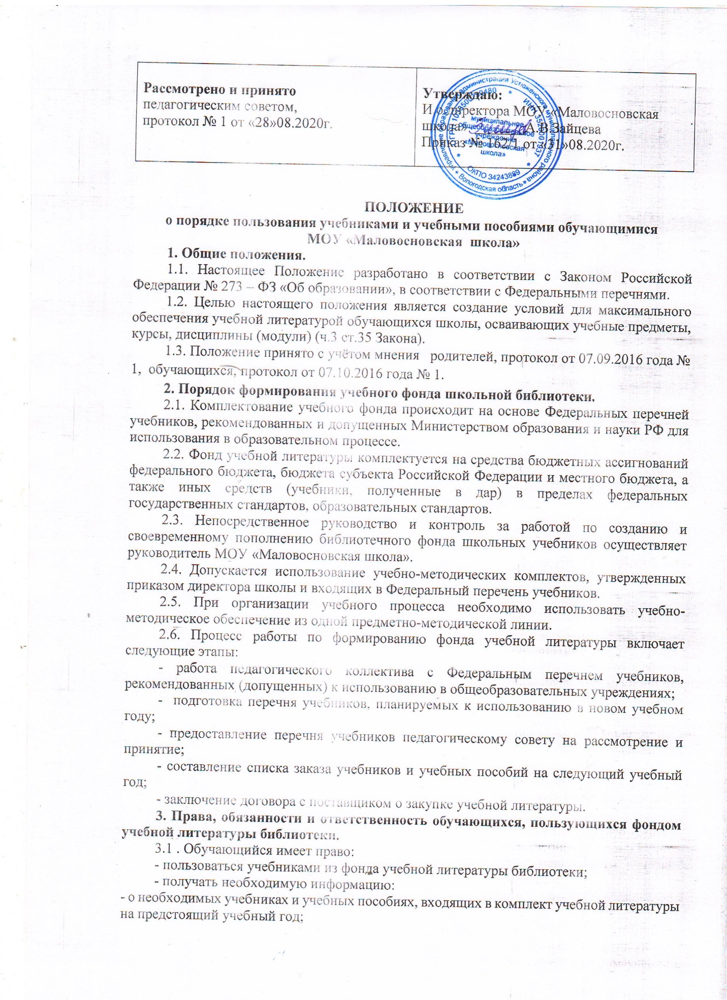 Рассмотрено и принято
педагогическим советом,
протокол № 1 от «28»08.2020г.
Утверждаю:
И.о.директора МОУ «Маловосновская
школа» А.В.Зайцева
Приказ № 162/1 от «31»08.2020г.
Управление образования администрации Устюженского муниципального района * Вологодская область *
ИНН 3520001937
ОКПО 34243889
муниципальное
общеобразовательное
учреждение
«Маловосновская
школа»
ПОЛОЖЕНИЕ
о порядке пользования учебниками и учебными пособиями обучающимися
МОУ «Маловосновская школа»
1. Общие положения.
1.1. Настоящее Положение разработано в соответствии с Законом Российской
Федерации № 273 – ФЗ «Об образовании», в соответствии с Федеральными перечнями.
1.2. Целью настоящего положения является создание условий для максимального
обеспечения учебной литературой обучающихся школы, осваивающих учебные предметы,
курсы, дисциплины (модули) (ч.3 ст.35 Закона).
1.3. Положение принято с учётом мнения родителей, протокол от 07.09.2016 года №
1, обучающихся, протокол от 07.10.2016 года № 1.
2. Порядок формирования учебного фонда школьной библиотеки.
2.1. Комплектование учебного фонда происходит на основе Федеральных перечней
учебников, рекомендованных и допущенных Министерством образования и науки РФ для
использования в образовательном процессе.
2.2. Фонд учебной литературы комплектуется на средства бюджетных ассигнований
федерального бюджета, бюджета субъекта Российской Федерации и местного бюджета, а
также иных средств (учебники, полученные в дар) в пределах федеральных
государственных стандартов, образовательных стандартов.
2.3. Непосредственное руководство и контроль за работой по созданию и
своевременному пополнению библиотечного фонда школьных учебников осуществляет
руководитель МОУ «Маловосновская школа».
2.4. Допускается использование учебно-методических комплектов, утвержденных
приказом директора школы и входящих в Федеральный перечень учебников.
2.5. При организации учебного процесса необходимо использовать учебно-
методическое обеспечение из одной предметно-методической линии.
2.6. Процесс работы по формированию фонда учебной литературы включает
следующие этапы:
- работа педагогического коллектива с Федеральным перечнем учебников,
рекомендованных (допущенных) к использованию в общеобразовательных учреждениях;
- подготовка перечня учебников, планируемых к использованию в новом учебном
году;
- предоставление перечня учебников педагогическому совету на рассмотрение и
принятие;
- составление списка заказа учебников и учебных пособий на следующий учебный
год;
- заключение договора с поставщиком о закупке учебной литературы.
3. Права, обязанности и ответственность обучающихся, пользующихся фондом
учебной литературы библиотеки.
3.1 . Обучающийся имеет право:
- пользоваться учебниками из фонда учебной литературы библиотеки;
- получать необходимую информацию:
- о необходимых учебниках и учебных пособиях, входящих в комплект учебной литературы
на предстоящий учебный год;